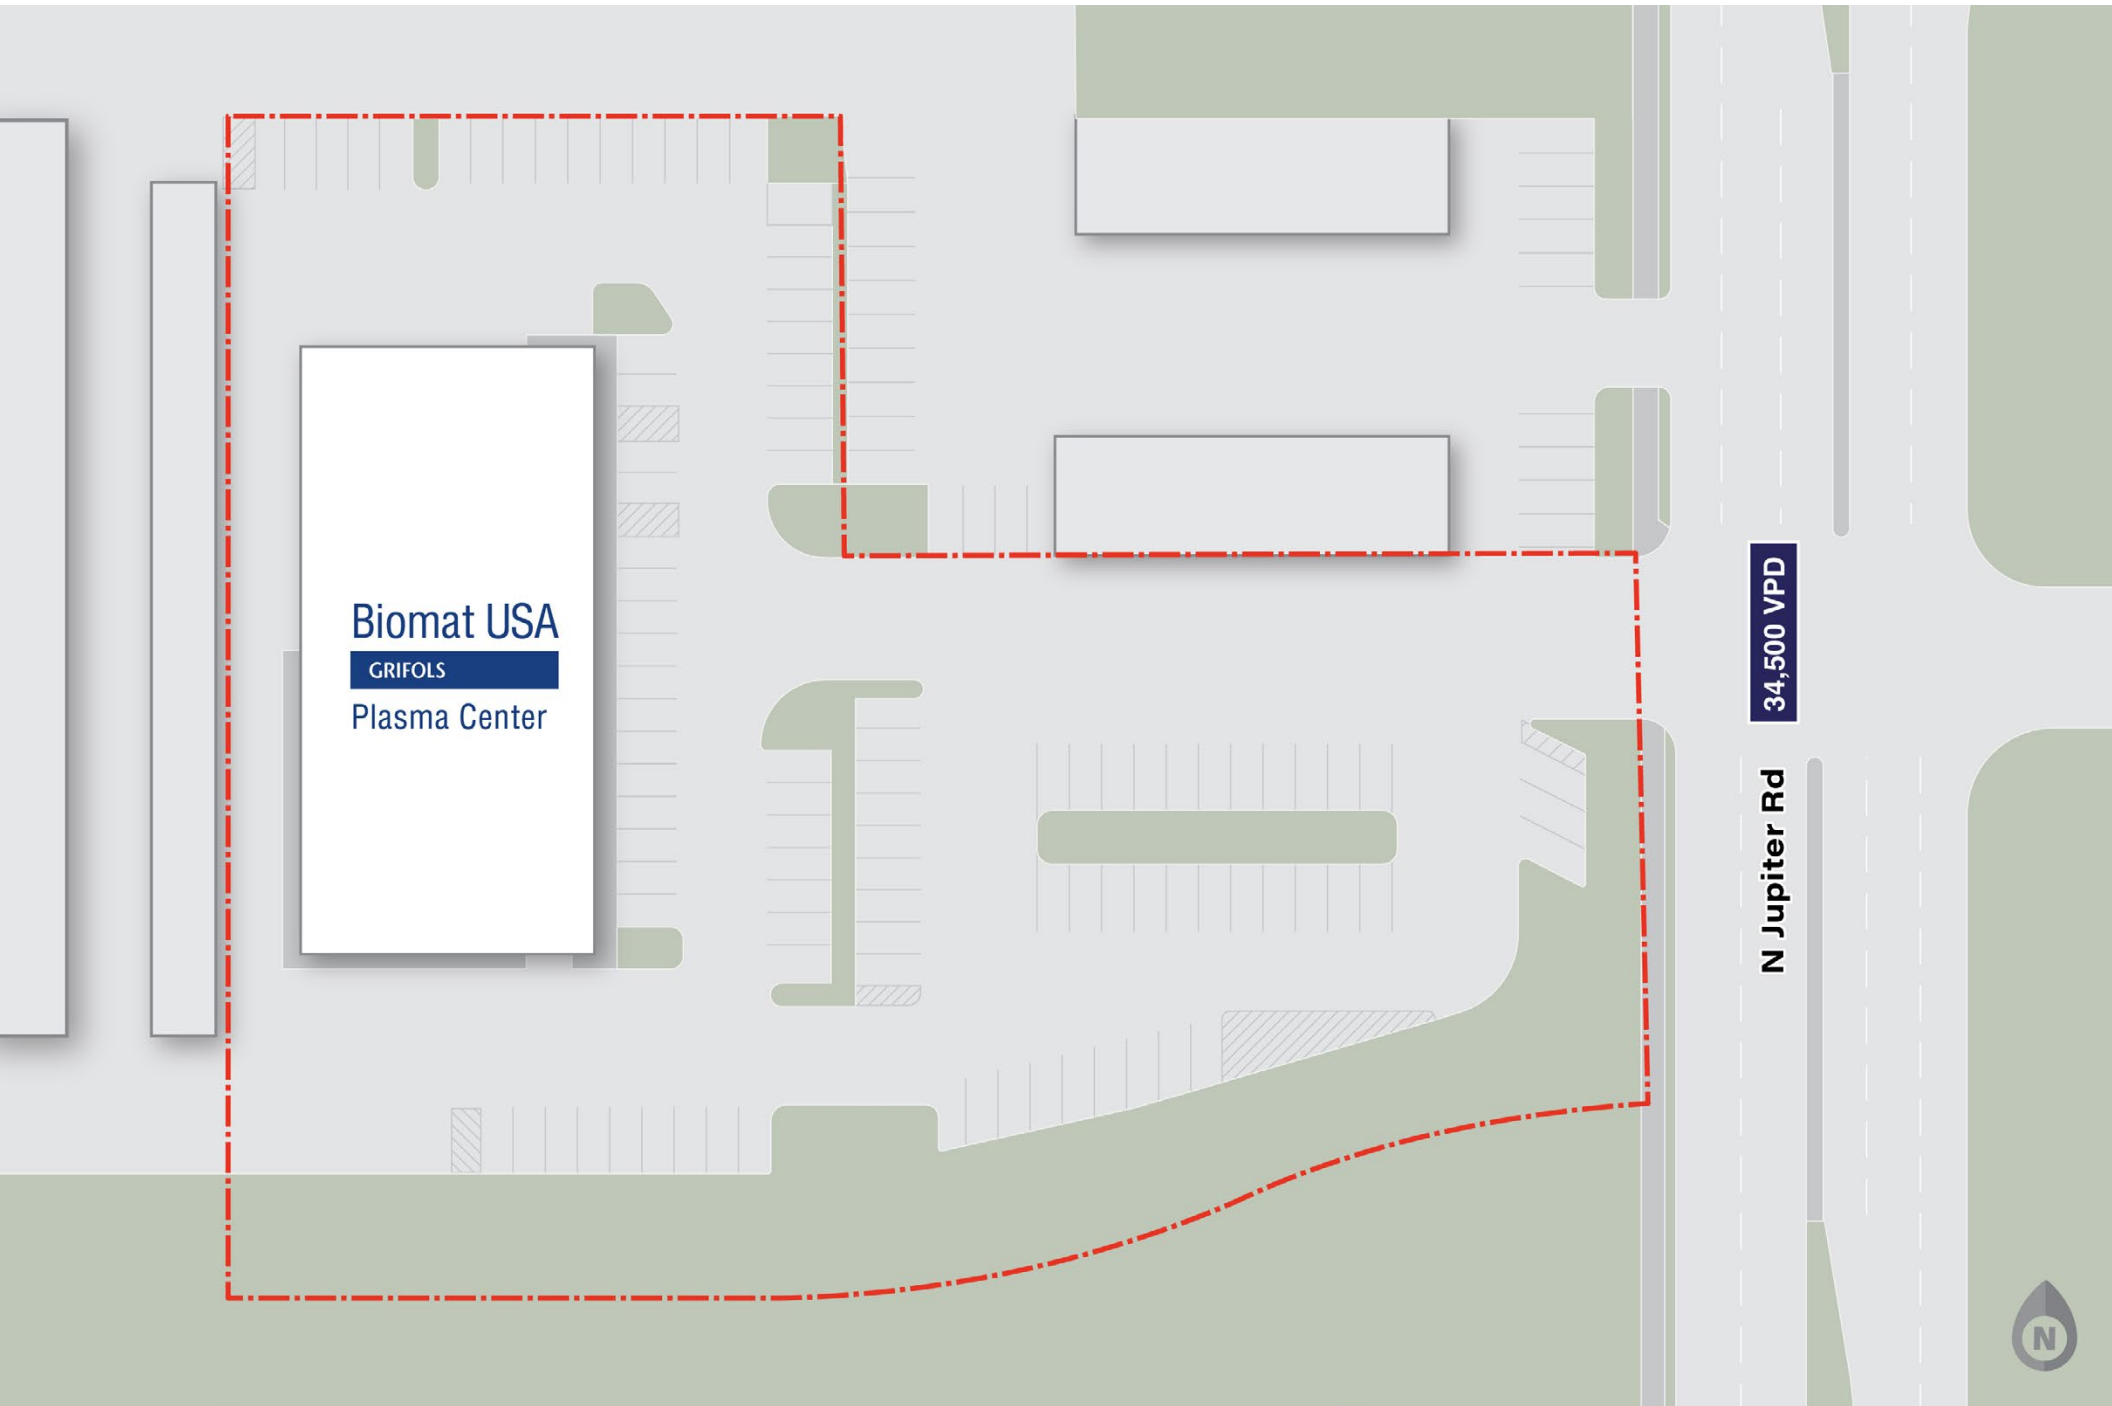 Biomat USA
GRIFOLS
Plasma Center
34,500 VPD
N Jupiter Rd
N